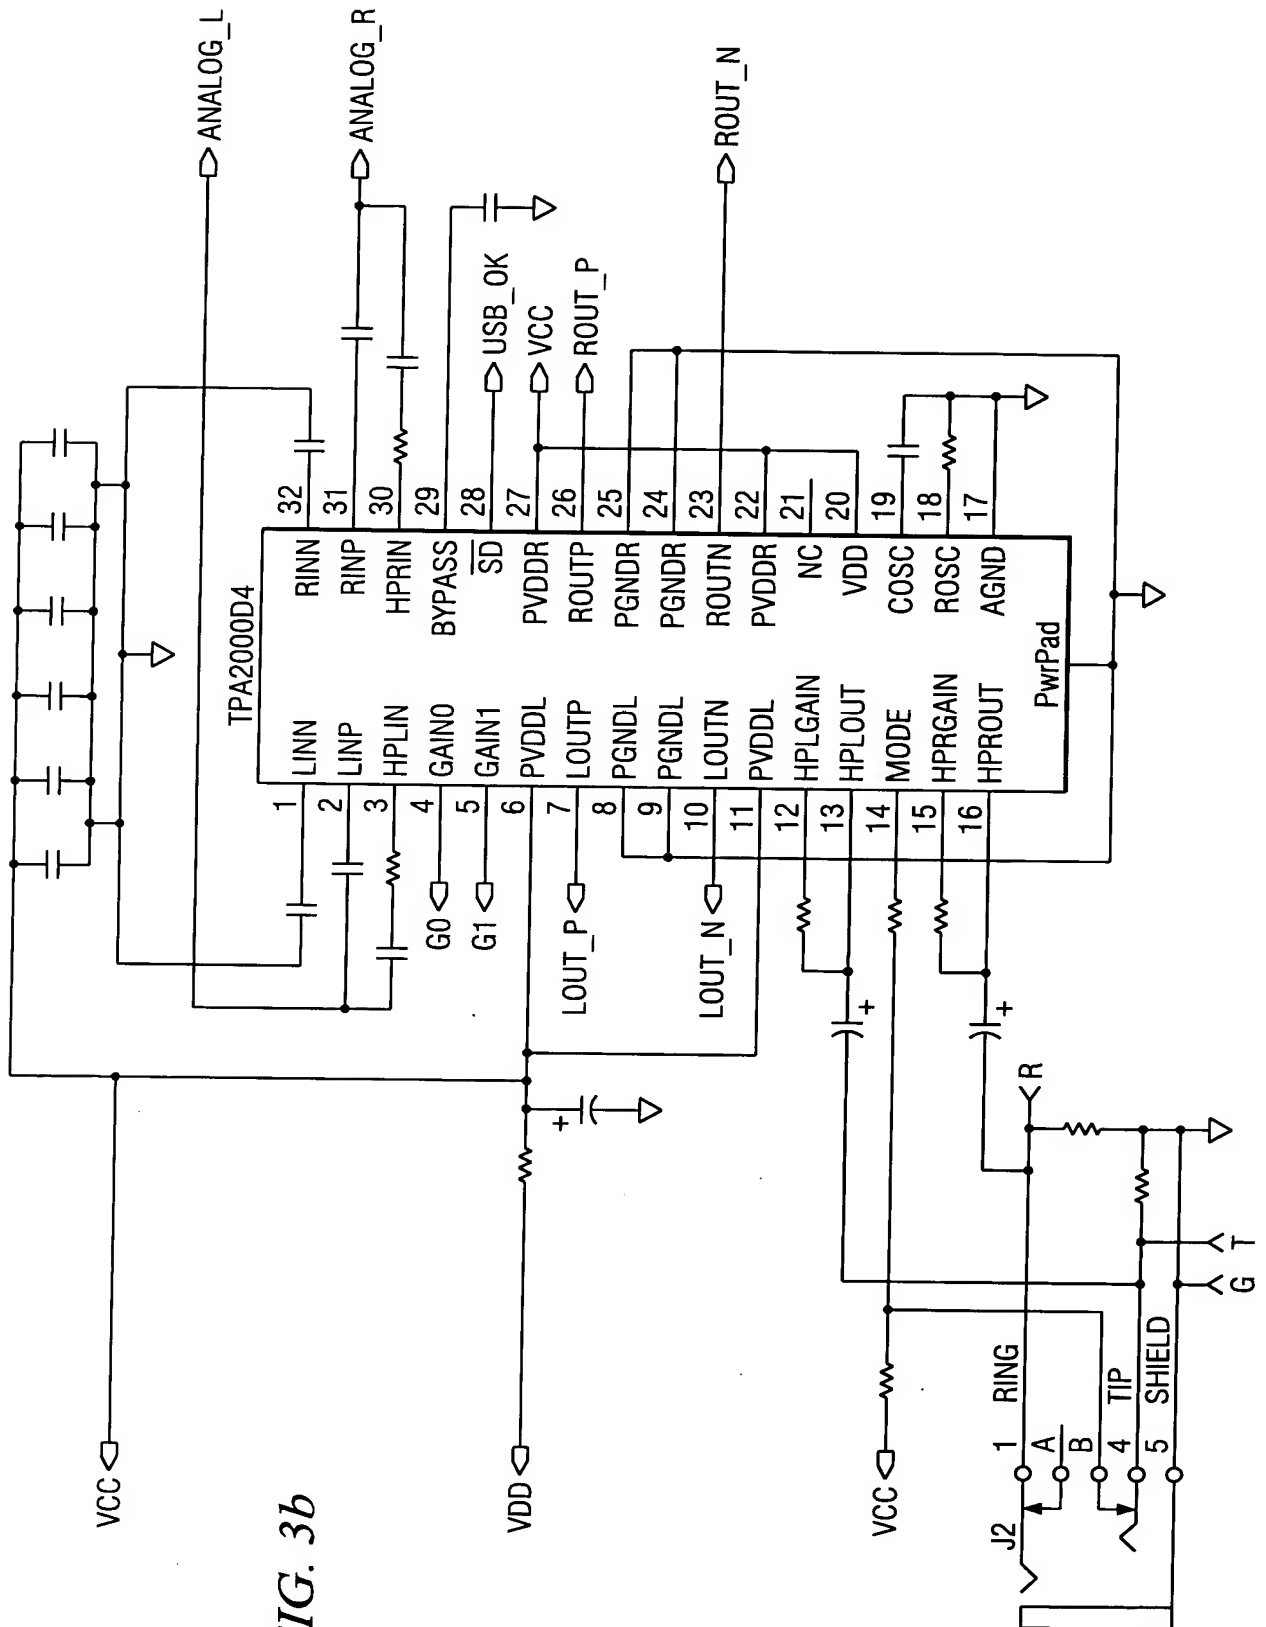 ANALOG_L
ANALOG_R
ROUT_N
USB_OK
VCC
ROUT_P
TPA2000D4
32 RINN
31 RINP
30 HPRIN
29 BYPASS
28 SD
27 PVDDR
26 ROUTP
25 PGNDR
24 PGNDR
23 ROUTN
22 PVDDR
21 NC
20 VDD
19 COSC
18 ROSC
17 AGND
PwrPad
1 LINN
2 LINP
3 HPLIN
4 GAIN0
5 GAIN1
6 PVDDL
7 LOUTP
8 PGNDL
9 PGNDL
10 LOUTN
11 PVDDL
12 HPLGAIN
13 HPLOUT
14 MODE
15 HPRGAIN
16 HPROUT
G0
G1
LOUT_P
LOUT_N
+
+
+
R
T
G
VCC
VDD
VCC
1 RING
A
B
4 TIP
5 SHIELD
J2
IG. 3b